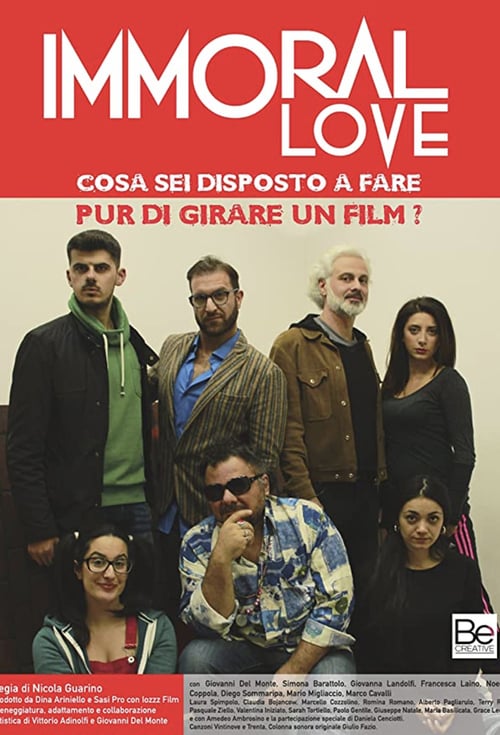 IMMORAL
LOVE
COSA SEI DISPOSTO A FARE
PUR DI GIRARE UN FILM?
Be
CREATIVE
egia di Nicola Guarino
odotto da Dina Ariniello e Sasi Pro con Iozzz Film
eneggiatura, adattamento e collaborazione
tistica di Vittorio Adinolfi e Giovanni Del Monte
con Giovanni Del Monte, Simona Barattolo, Giovanna Landolfi, Francesca Laino, Noe
Coppola, Diego Sommaripa, Mario Migliaccio, Marco Cavalli
Laura Spimpolo, Claudia Bojancew, Marcello Cozzolino, Romina Romano, Alberto Pagliarulo, Terry
Pasquale Ziello, Valentina Iniziato, Sarah Tortiello, Paola Gentile, Giuseppe Natale, Maria Basilicata, Grace
e con Amedeo Ambrosino e la partecipazione speciale di Daniela Cenciotti.
Canzoni Vintinove e Trenta, Colonna sonora originale Giulio Fazio.